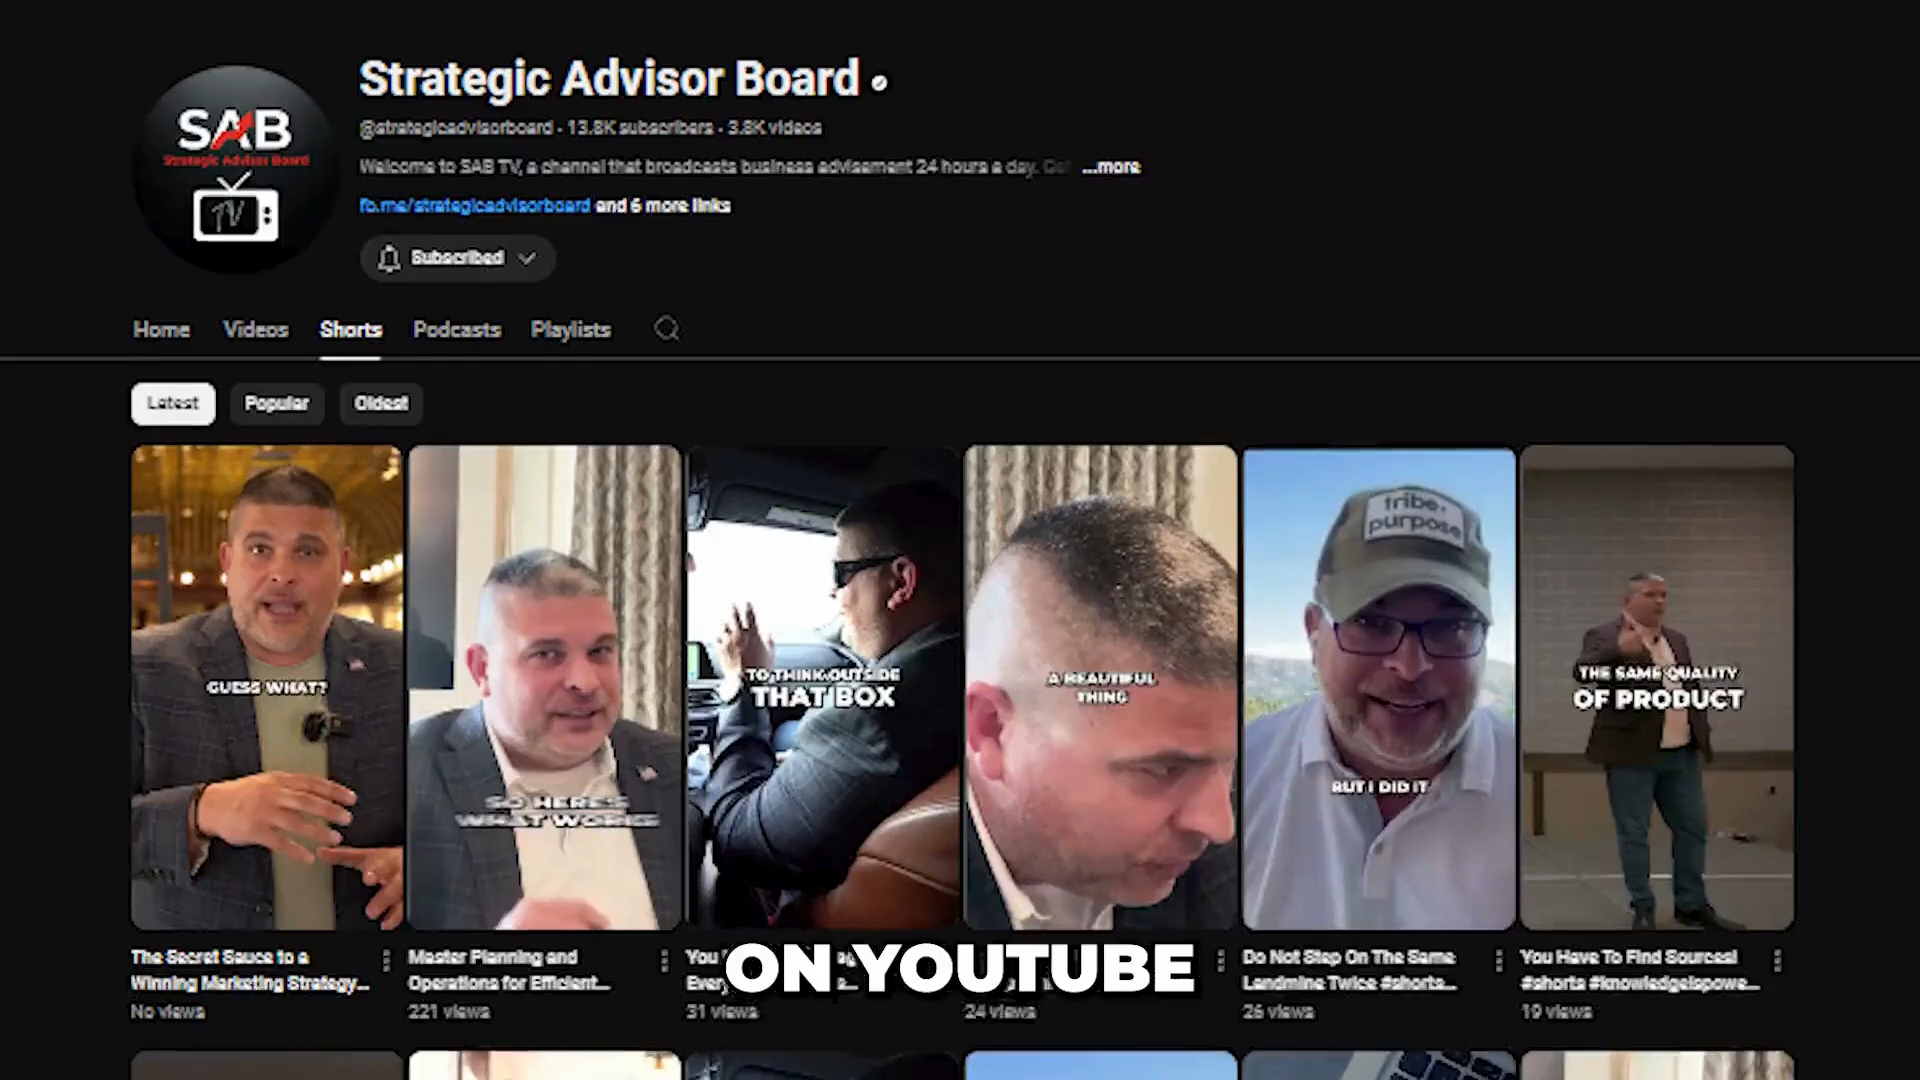 SAB
Strategic Advisor Board
TV
Strategic Advisor Board
@strategicadvisorboard · 13.8K subscribers · 3.8K videos
Welcome to SAB TV, a channel that broadcasts business advisement 24 hours a day. ...more
fb.me/strategicadvisorboard and 6 more links
Subscribed
Home Videos Shorts Podcasts Playlists
Latest Popular Oldest
GUESS WHAT?
SO HERE'S
WHAT WORKS
TO THINK OUTSIDE
THAT BOX
A BEAUTIFUL
THING
tribe.
purpose
BUT I DID IT
THE SAME QUALITY
OF PRODUCT
The Secret Sauce to a
Winning Marketing Strategy...
No views
Master Planning and
Operations for Efficient...
221 views
You
31 views
24 views
Do Not Step On The Same
Landmine Twice #shorts...
26 views
You Have To Find Sources!
#shorts #knowledgeispowe...
19 views
ON YOUTUBE